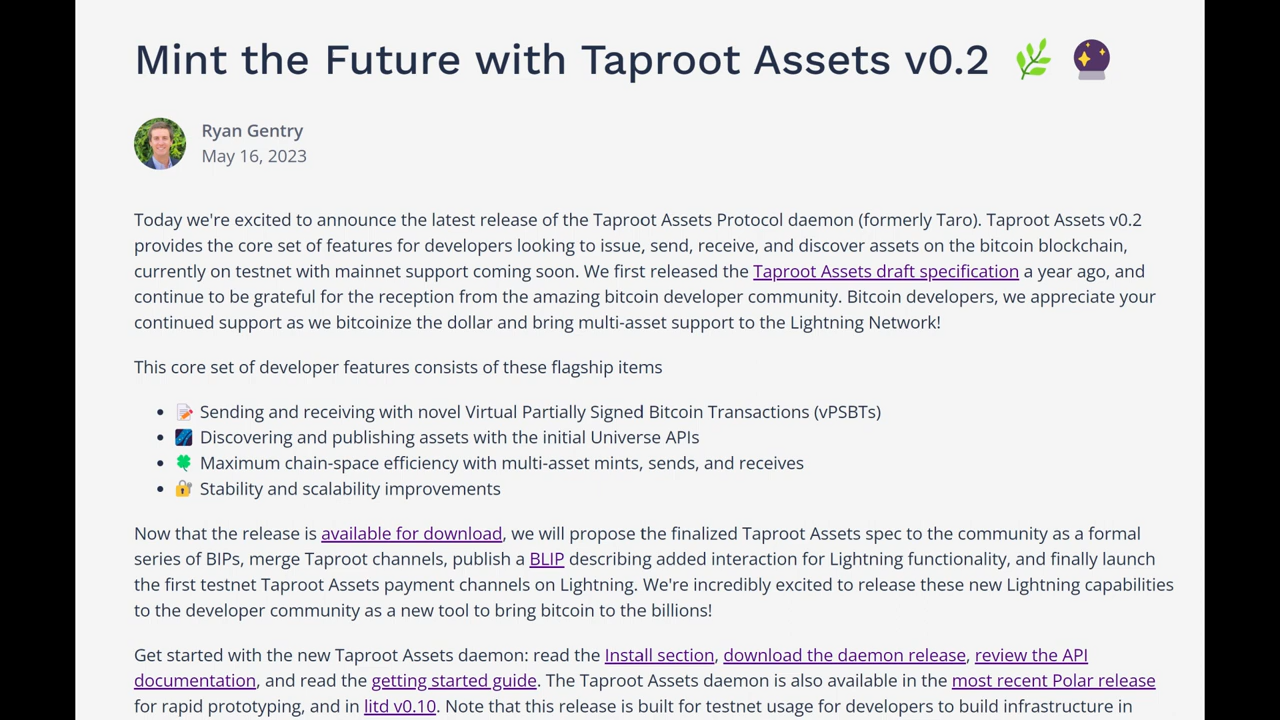 Mint the Future with Taproot Assets v0.2 🌿 🔮
Ryan Gentry
May 16, 2023
Today we're excited to announce the latest release of the Taproot Assets Protocol daemon (formerly Taro). Taproot Assets v0.2
provides the core set of features for developers looking to issue, send, receive, and discover assets on the bitcoin blockchain,
currently on testnet with mainnet support coming soon. We first released the Taproot Assets draft specification a year ago, and
continue to be grateful for the reception from the amazing bitcoin developer community. Bitcoin developers, we appreciate your
continued support as we bitcoinize the dollar and bring multi-asset support to the Lightning Network!
This core set of developer features consists of these flagship items
• 📝 Sending and receiving with novel Virtual Partially Signed Bitcoin Transactions (vPSBTs)
• 🌌 Discovering and publishing assets with the initial Universe APIs
• 🍀 Maximum chain-space efficiency with multi-asset mints, sends, and receives
• 🔐 Stability and scalability improvements
Now that the release is available for download, we will propose the finalized Taproot Assets spec to the community as a formal
series of BIPs, merge Taproot channels, publish a BLIP describing added interaction for Lightning functionality, and finally launch
the first testnet Taproot Assets payment channels on Lightning. We're incredibly excited to release these new Lightning capabilities
to the developer community as a new tool to bring bitcoin to the billions!
Get started with the new Taproot Assets daemon: read the Install section, download the daemon release, review the API
documentation, and read the getting started guide. The Taproot Assets daemon is also available in the most recent Polar release
for rapid prototyping, and in litd v0.10. Note that this release is built for testnet usage for developers to build infrastructure in